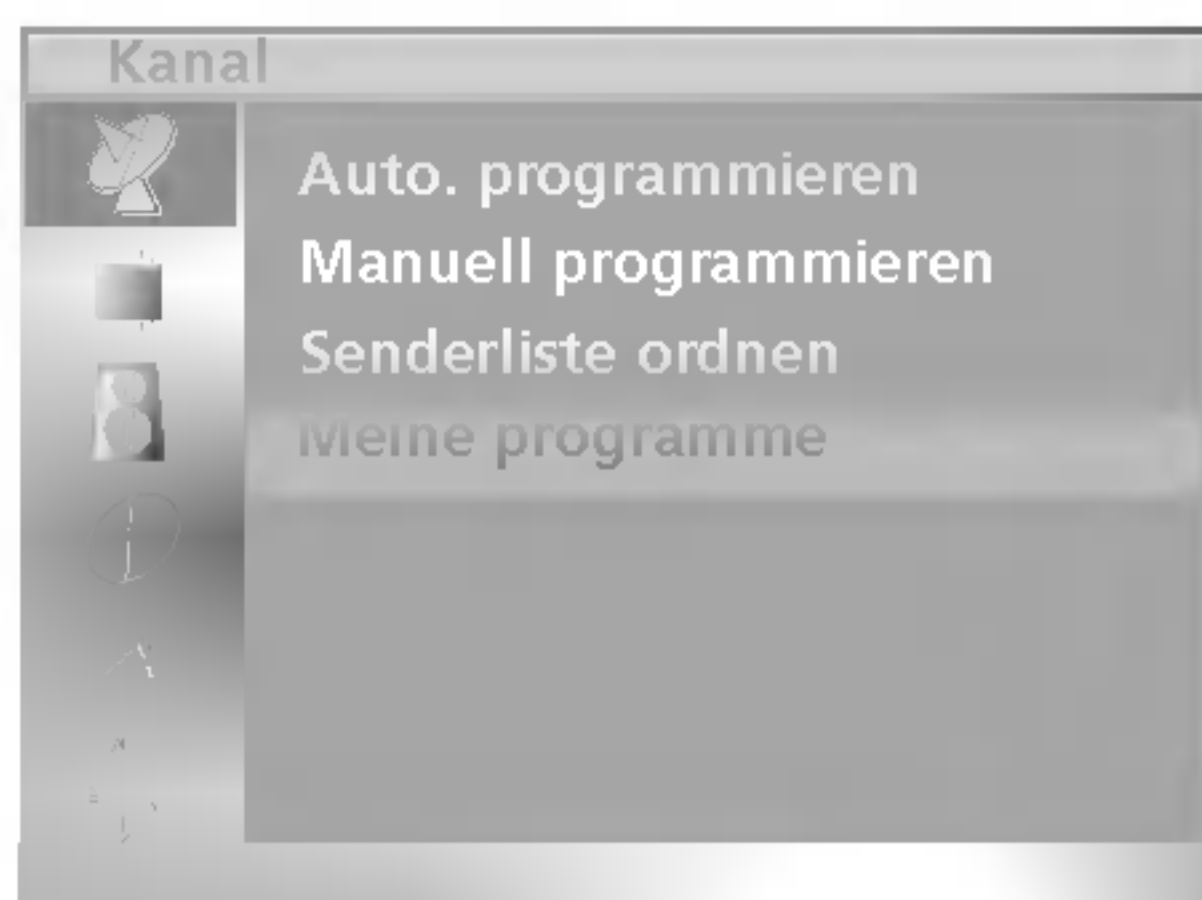 Kanal
Auto. programmieren
Manuell programmieren
Senderliste ordnen
Meine programme